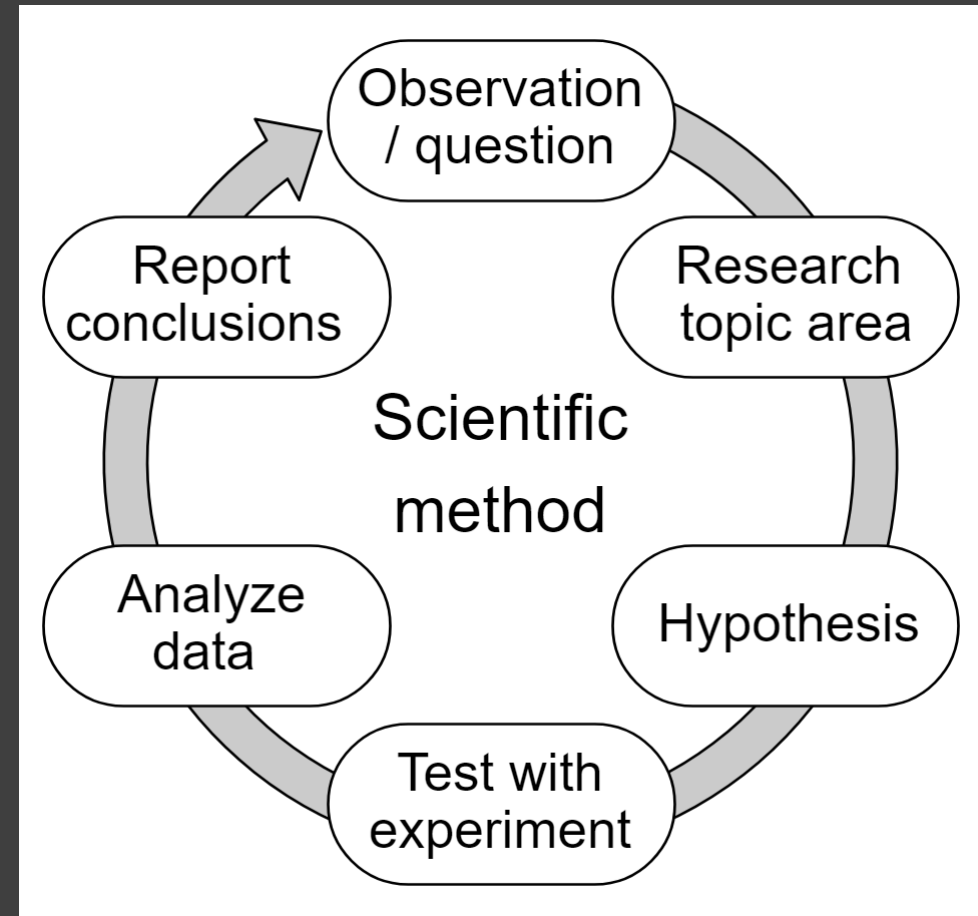 Observation
/ question
Research
topic area
Hypothesis
Test with
experiment
Analyze
data
Report
conclusions
Scientific
method